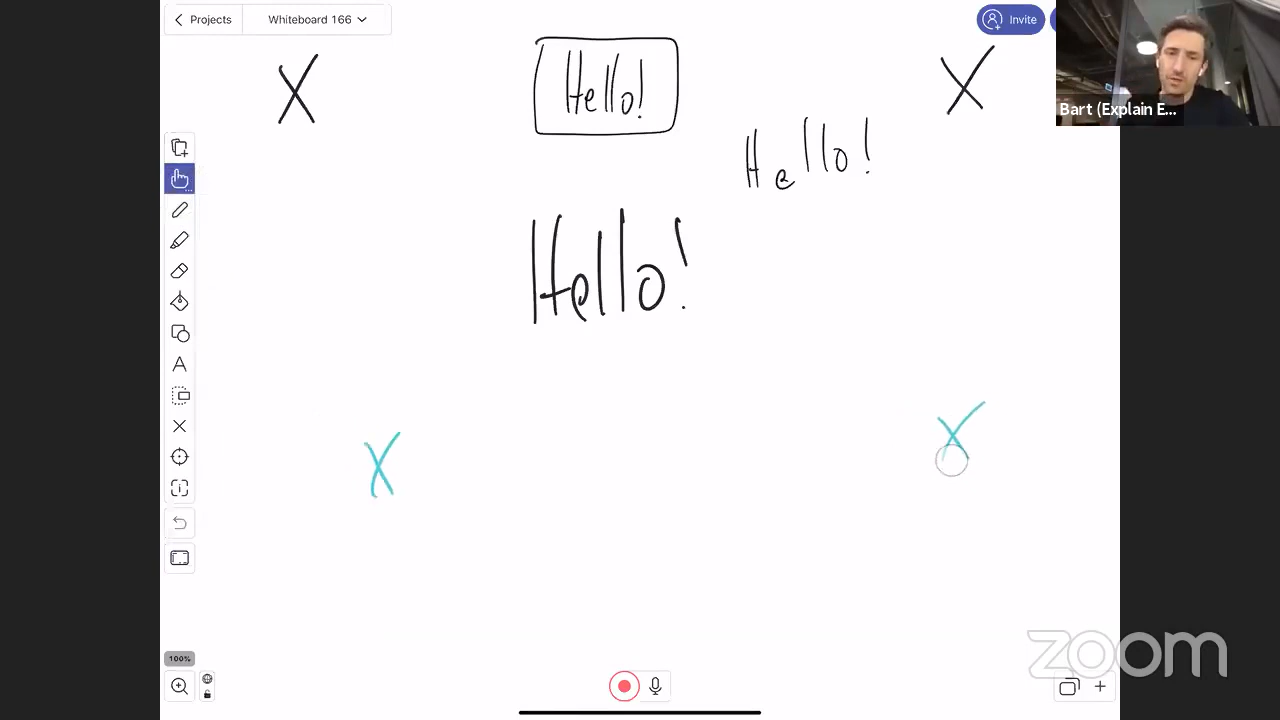 Projects
Whiteboard 166
Invite
X
Hello!
X
Bart (Explain E...
Hello!
Hello!
A
X
X
100%
zoom